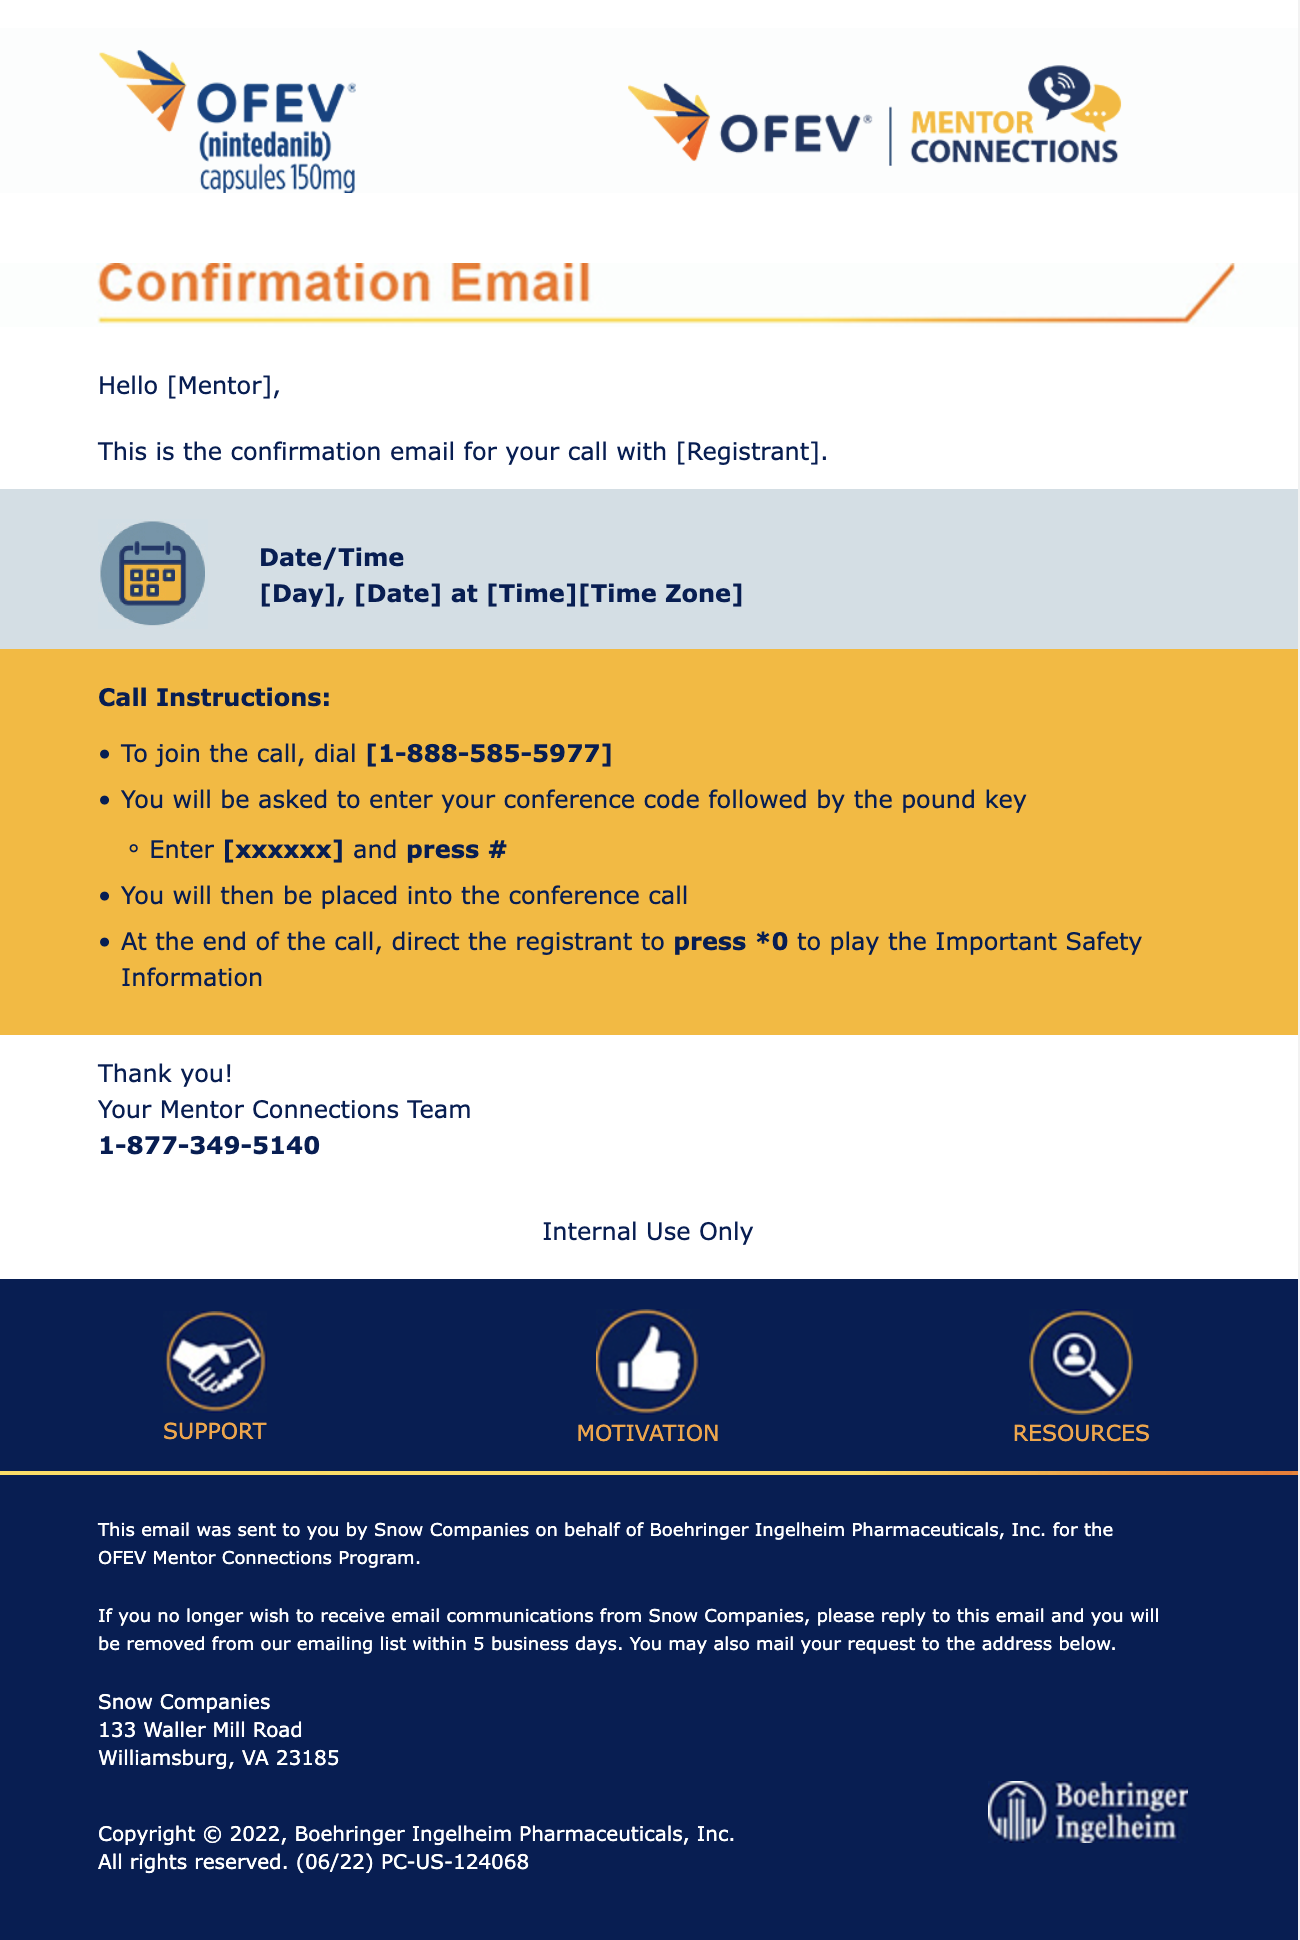 OFEV®
(nintedanib)
capsules 150mg
OFEV®
MENTOR
CONNECTIONS
Confirmation Email
Hello [Mentor],
This is the confirmation email for your call with [Registrant].
Date/Time
[Day], [Date] at [Time][Time Zone]
Call Instructions:
• To join the call, dial [1-888-585-5977]
• You will be asked to enter your conference code followed by the pound key
◦ Enter [xxxxxx] and press #
• You will then be placed into the conference call
• At the end of the call, direct the registrant to press *0 to play the Important Safety
Information
Thank you!
Your Mentor Connections Team
1-877-349-5140
Internal Use Only
SUPPORT
MOTIVATION
RESOURCES
This email was sent to you by Snow Companies on behalf of Boehringer Ingelheim Pharmaceuticals, Inc. for the
OFEV Mentor Connections Program.
If you no longer wish to receive email communications from Snow Companies, please reply to this email and you will
be removed from our emailing list within 5 business days. You may also mail your request to the address below.
Snow Companies
133 Waller Mill Road
Williamsburg, VA 23185
Boehringer
Ingelheim
Copyright © 2022, Boehringer Ingelheim Pharmaceuticals, Inc.
All rights reserved. (06/22) PC-US-124068